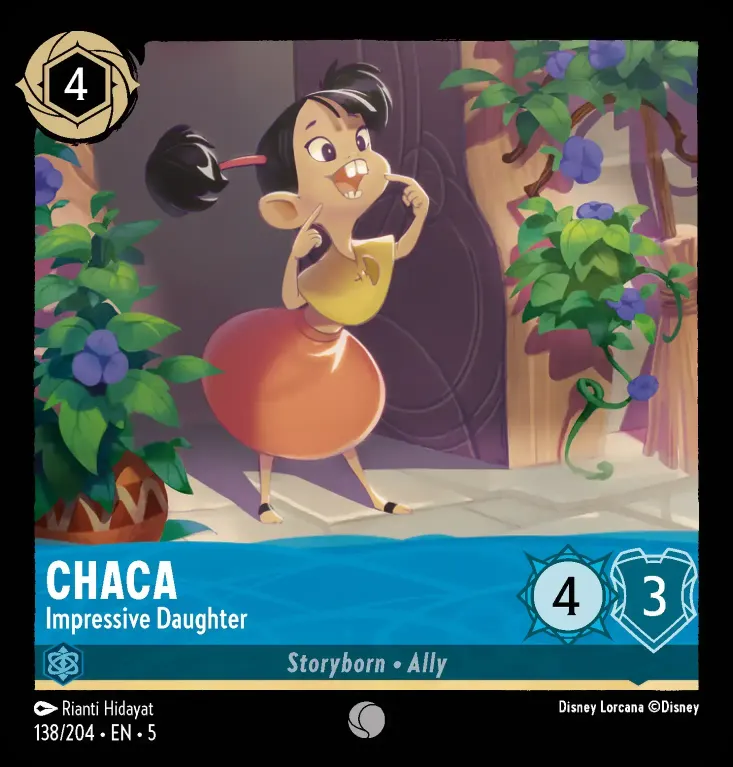 4
CHACA
Impressive Daughter
4 3
Storyborn • Ally
Rianti Hidayat
Disney Lorcana ©Disney
138/204 • EN • 5